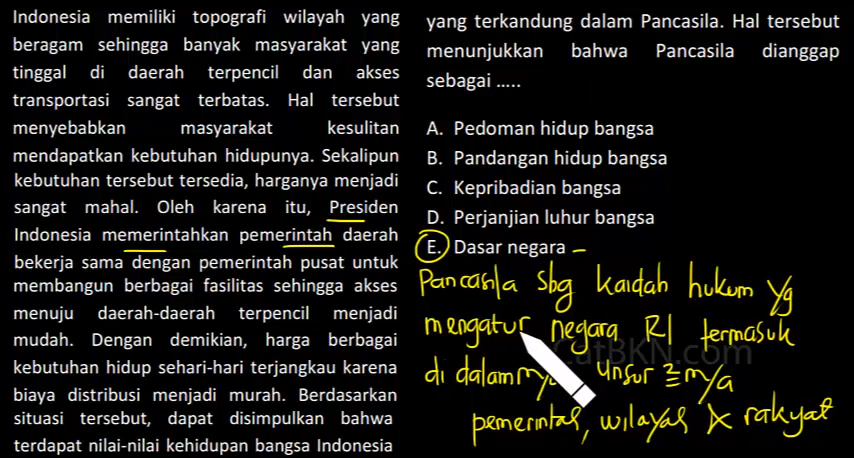 Indonesia memiliki topografi wilayah yang
beragam sehingga banyak masyarakat yang
tinggal di daerah terpencil dan akses
transportasi sangat terbatas. Hal tersebut
menyebabkan masyarakat kesulitan
mendapatkan kebutuhan hidupunya. Sekalipun
kebutuhan tersebut tersedia, harganya menjadi
sangat mahal. Oleh karena itu, Presiden
Indonesia memerintahkan pemerintah daerah
bekerja sama dengan pemerintah pusat untuk
membangun berbagai fasilitas sehingga akses
menuju daerah-daerah terpencil menjadi
mudah. Dengan demikian, harga berbagai
kebutuhan hidup sehari-hari terjangkau karena
biaya distribusi menjadi murah. Berdasarkan
situasi tersebut, dapat disimpulkan bahwa
terdapat nilai-nilai kehidupan bangsa Indonesia
yang terkandung dalam Pancasila. Hal tersebut
menunjukkan bahwa Pancasila dianggap
sebagai .....
A. Pedoman hidup bangsa
B. Pandangan hidup bangsa
C. Kepribadian bangsa
D. Perjanjian luhur bangsa
E. Dasar negara
Pancasila sbg kaidah hukum yg
mengatur negara RI termasuk
di dalam unsur
pemerintah, wilayah & rakyat